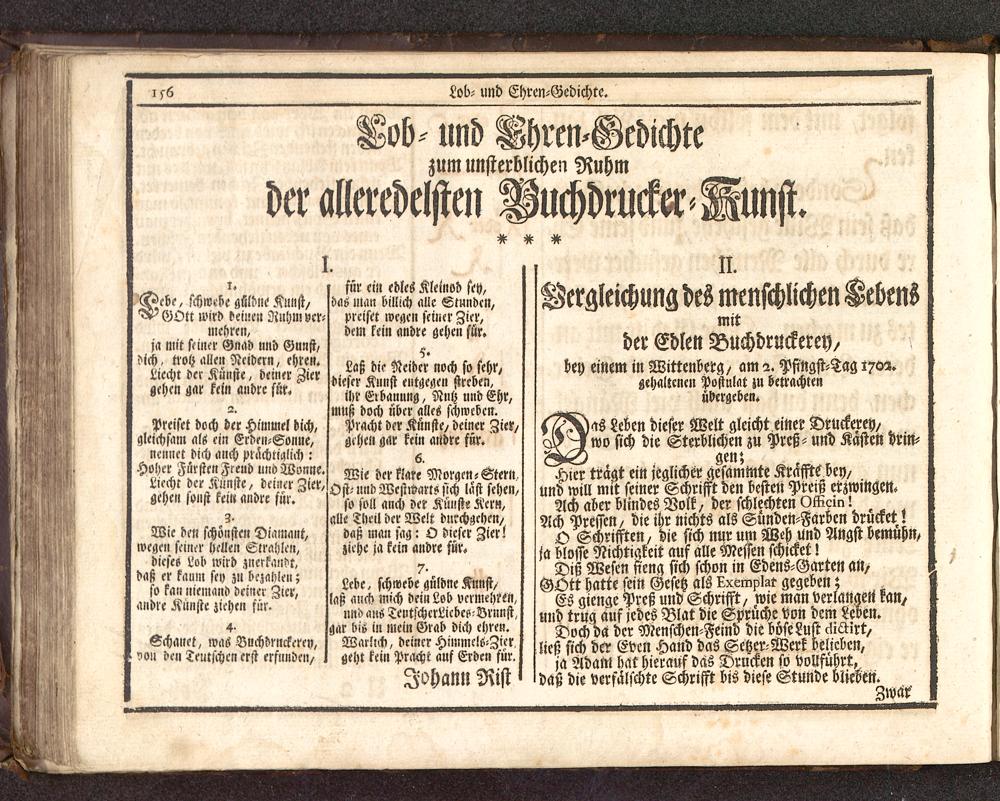 156
Lob- und Ehren-Gedichte.
Lob- und Ehren-Gedichte
zum unsterblichen Ruhm
der alleredelsten Buchdrucker-Kunst.
* * *
I.
1.
Lebe, schwebe güldne Kunst,
GOtt wird deinen Ruhm ver-
mehren,
ja mit seiner Gnad und Gunst,
dich, trotz allen Neidern, ehren.
Liecht der Künste, deiner Zier
gehen gar kein andre für.
2.
Preiset doch der Himmel dich,
gleichsam als ein Erden-Sonne,
nennet dich auch prächtiglich:
Hoher Fürsten Freud und Wonne.
Liecht der Künste, deiner Zier,
gehen sonst kein andre für.
3.
Wie den schönsten Diamant,
wegen seiner hellen Strahlen,
dieses Lob wird zuerkandt,
daß er kaum sey zu bezahlen;
so kan niemand deiner Zier,
andre Künste ziehen für.
4.
Schauet, was Buchdruckerey,
von den Teutschen erst erfunden,
für ein edles Kleinod sey,
das man billich alle Stunden,
preiset wegen seiner Zier,
dem kein andre gehen für.
5.
Laß die Neider noch so sehr,
dieser Kunst entgegen streben,
ihr Erbauung, Nutz und Ehr,
muß doch über alles schweben.
Pracht der Künste, deiner Zier,
gehen gar kein andre für.
6.
Wie der klare Morgen-Stern
Ost- und Westwarts sich läst sehen,
so soll auch der Künste Kern,
alle Theil der Welt durchgehen,
daß man sag: O dieser Zier!
ziehe ja kein andre für.
7.
Lebe, schwebe güldne Kunst,
laß auch mich dein Lob vermehren,
und aus Teutscher Liebes-Brunst,
gar bis in mein Grab dich ehren.
Warlich, deiner Himmels-Zier
geht kein Pracht auf Erden für.
Johann Rist
II.
Vergleichung des menschlichen Lebens
mit
der Edlen Buchdruckerey,
bey einem in Wittenberg, am 2. Pfingst-Tag 1702.
gehaltenen Postulat zu betrachten
übergeben.
Das Leben dieser Welt gleicht einer Druckerey,
wo sich die Sterblichen zu Preß- und Kästen drin-
gen;
Hier trägt ein jeglicher gesammte Kräffte bey,
und will mit seiner Schrifft den besten Preiß erzwingen.
Ach aber blindes Volk, der schlechten Officin!
Ach Pressen, die ihr nichts als Sünden-Farben drücket!
O Schrifften, die sich nur um Weh und Angst bemühn,
ja blosse Nichtigkeit auf alle Messen schicket!
Diß Wesen fieng sich schon in Edens-Garten an,
GOtt hatte sein Gesetz als Exemplar gegeben;
Es gienge Preß und Schrifft, wie man verlangen kan,
und trug auf jedes Blat die Sprüche von dem Leben.
Doch da der Menschen-Feind die böse Lust dictirt,
ließ sich der Even Hand das Setzer-Werk belieben,
ja Adam hat hierauf das Drucken so vollführt,
daß die verfälschte Schrifft bis diese Stunde blieben.
Zwar